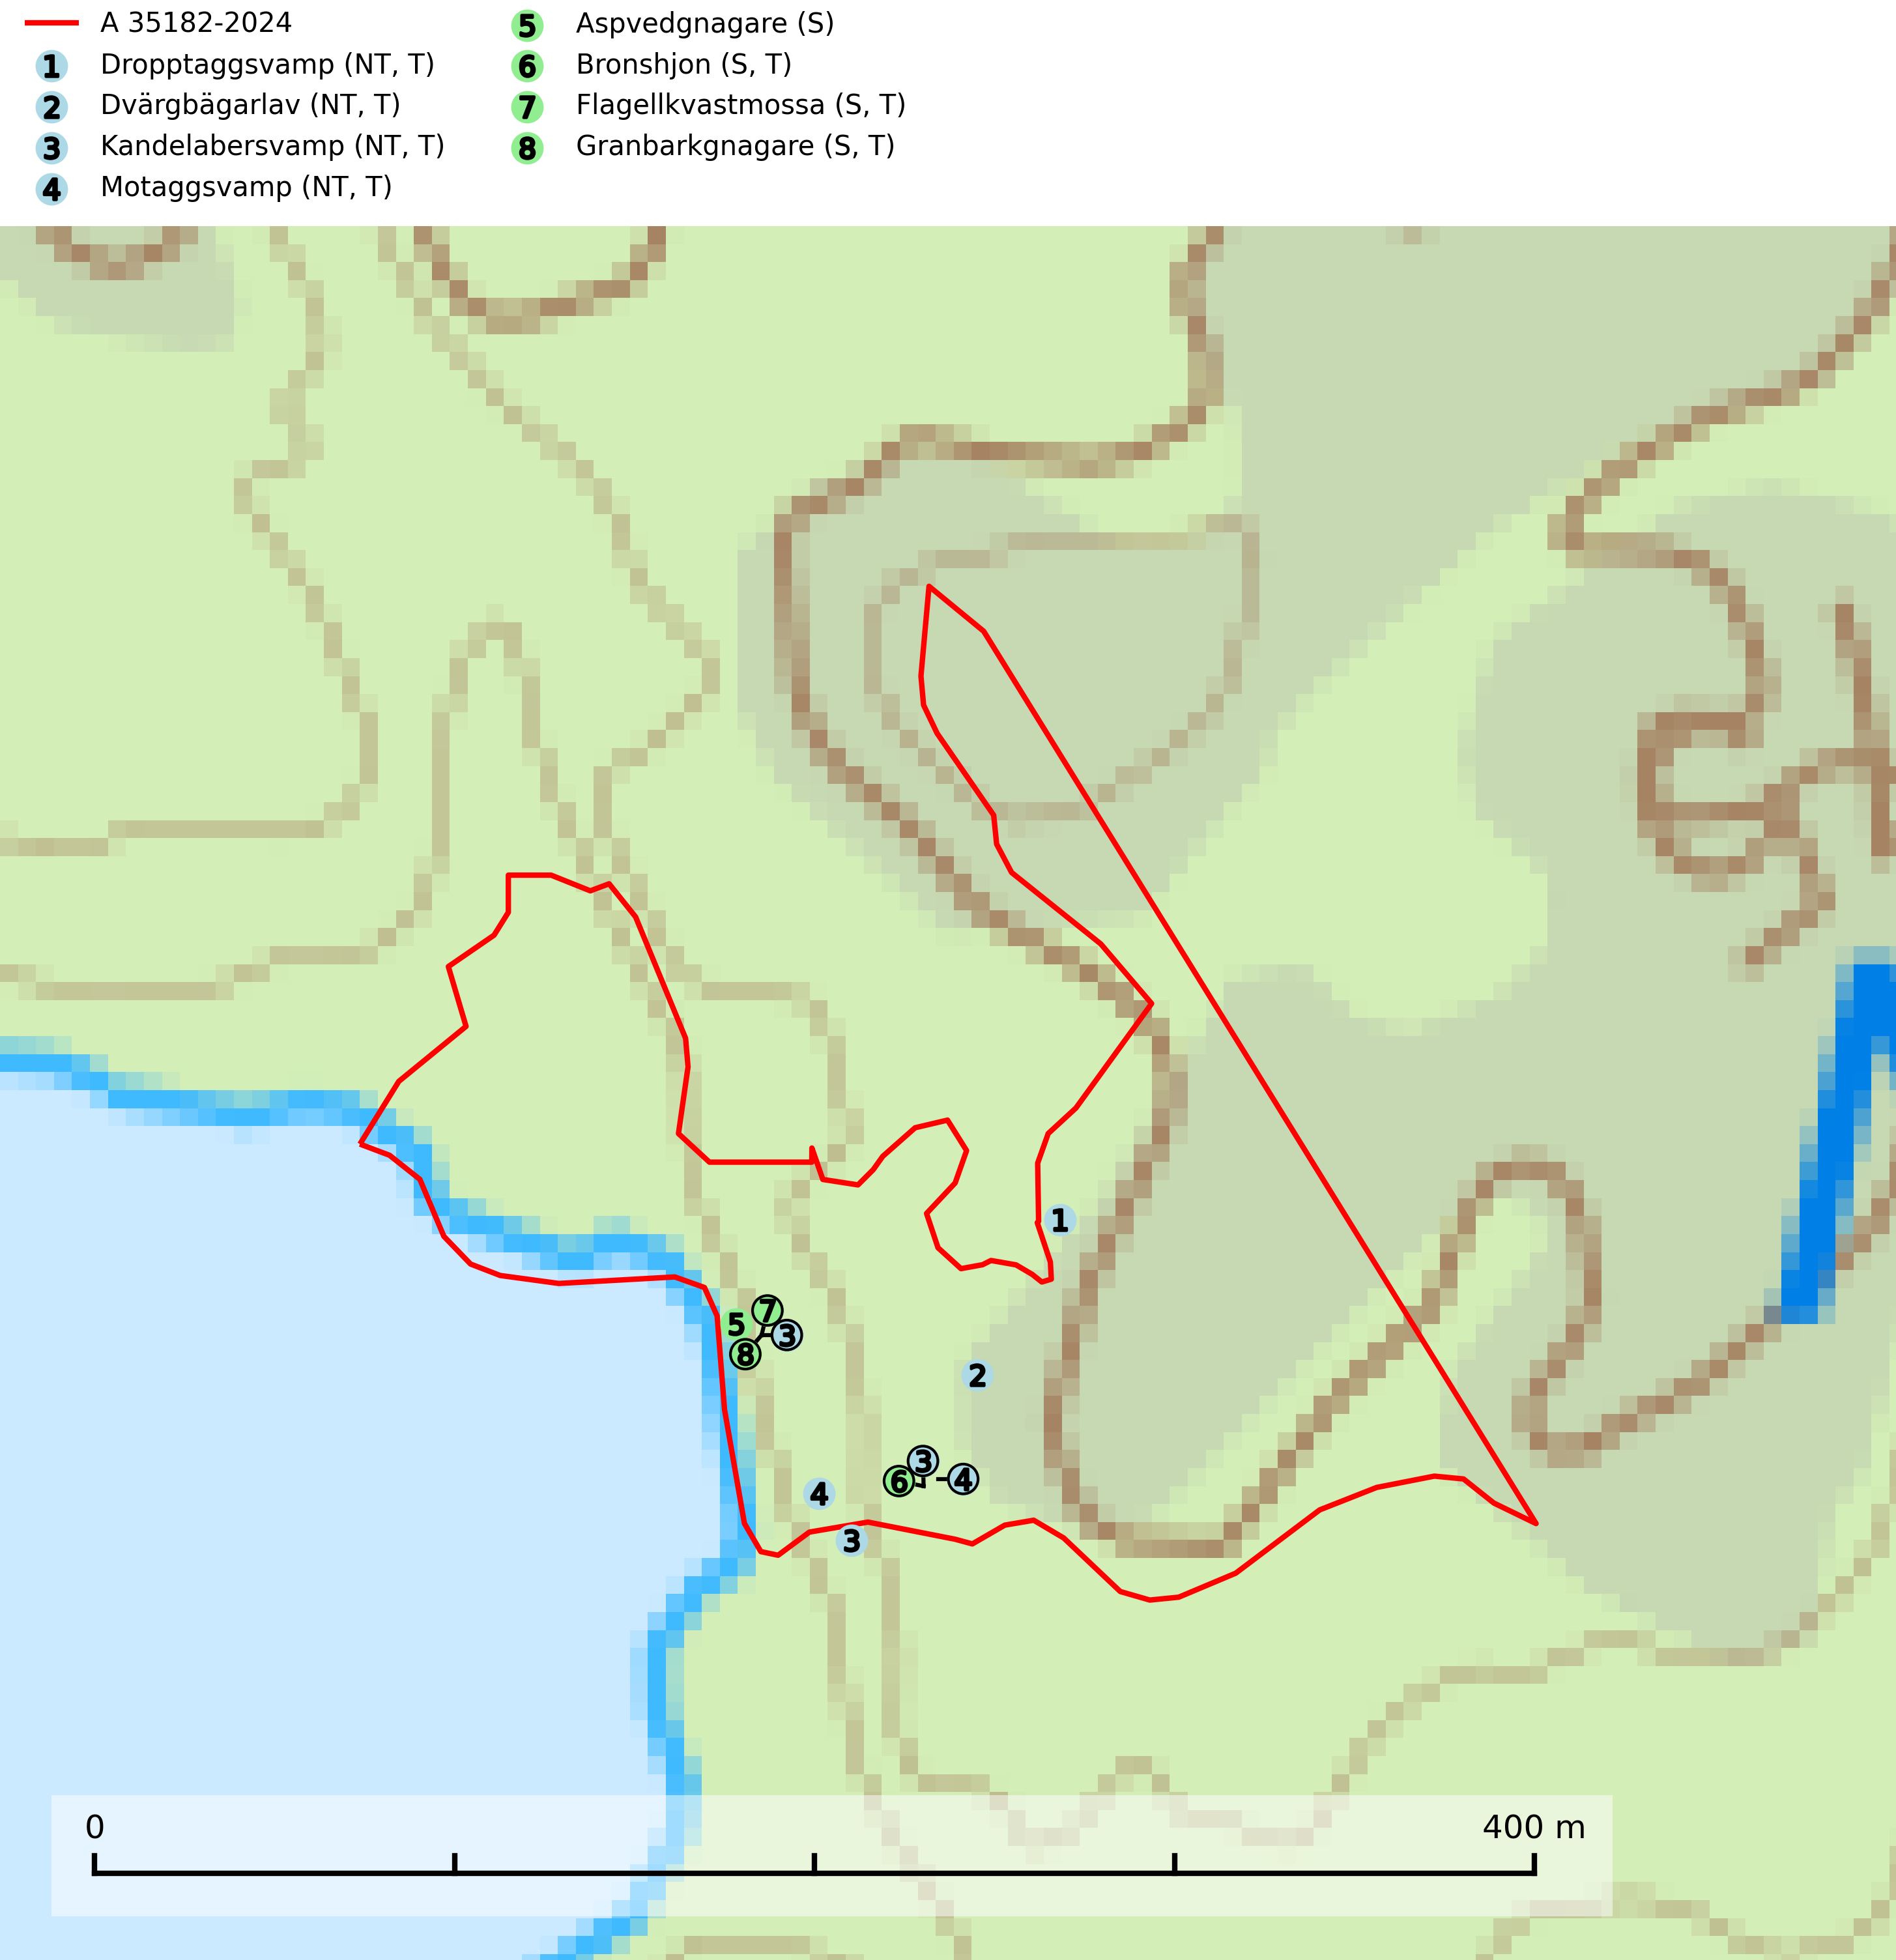 A 35182-2024
1 Dropptaggsvamp (NT, T)
2 Dvärgbägarlav (NT, T)
3 Kandelabersvamp (NT, T)
4 Motaggsvamp (NT, T)
5 Aspvedgnagare (S)
6 Bronshjon (S, T)
7 Flagellkvastmossa (S, T)
8 Granbarkgnagare (S, T)
1
7
5
3
8
2
3
6
4
4
3
0
400 m